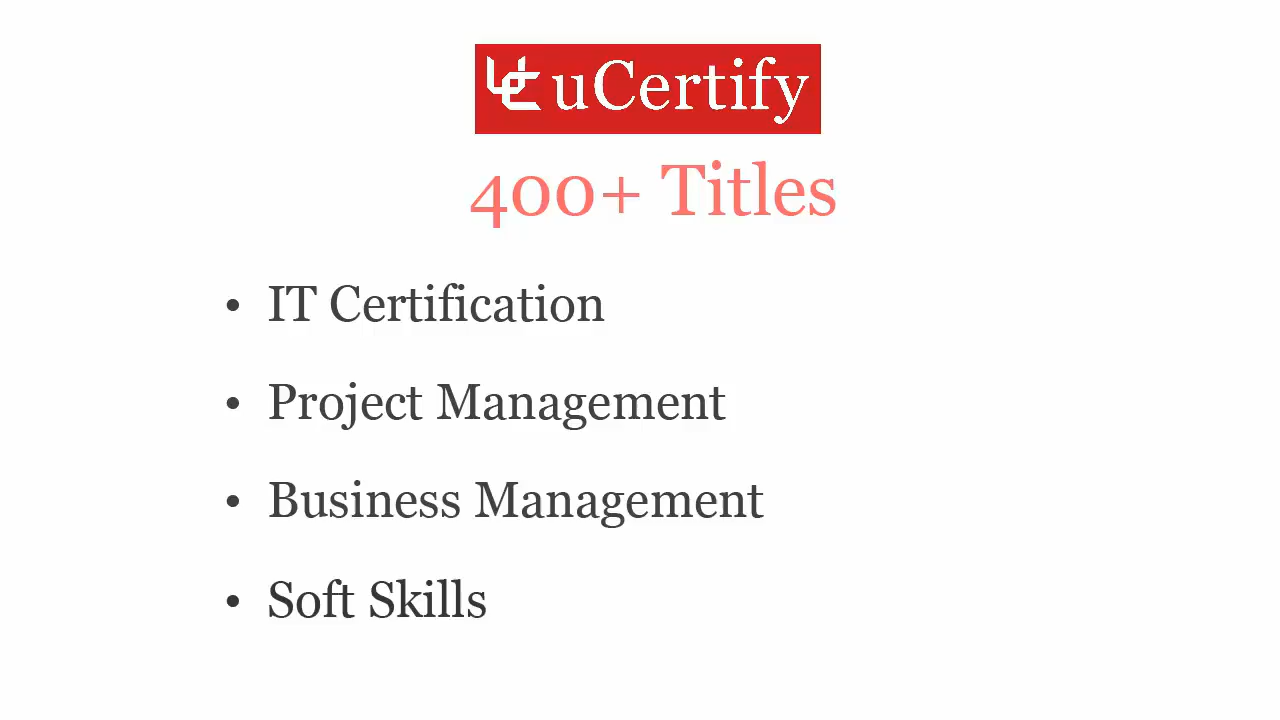 uCertify
400+ Titles
• IT Certification
• Project Management
• Business Management
• Soft Skills